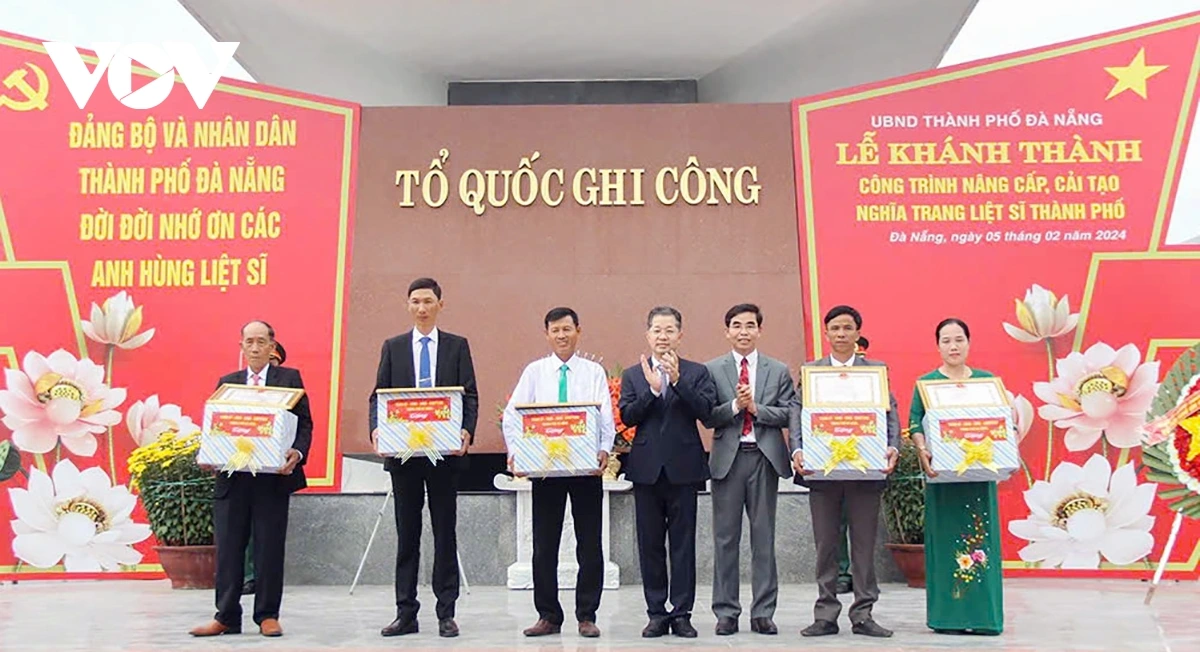 VOV
ĐẢNG BỘ VÀ NHÂN DÂN
THÀNH PHỐ ĐÀ NẴNG
ĐỜI ĐỜI NHỚ ƠN CÁC
ANH HÙNG LIỆT SĨ
TỔ QUỐC GHI CÔNG
UBND THÀNH PHỐ ĐÀ NẴNG
LỄ KHÁNH THÀNH
CÔNG TRÌNH NÂNG CẤP, CẢI TẠO
NGHĨA TRANG LIỆT SĨ THÀNH PHỐ
Đà Nẵng, ngày 05 tháng 02 năm 2024